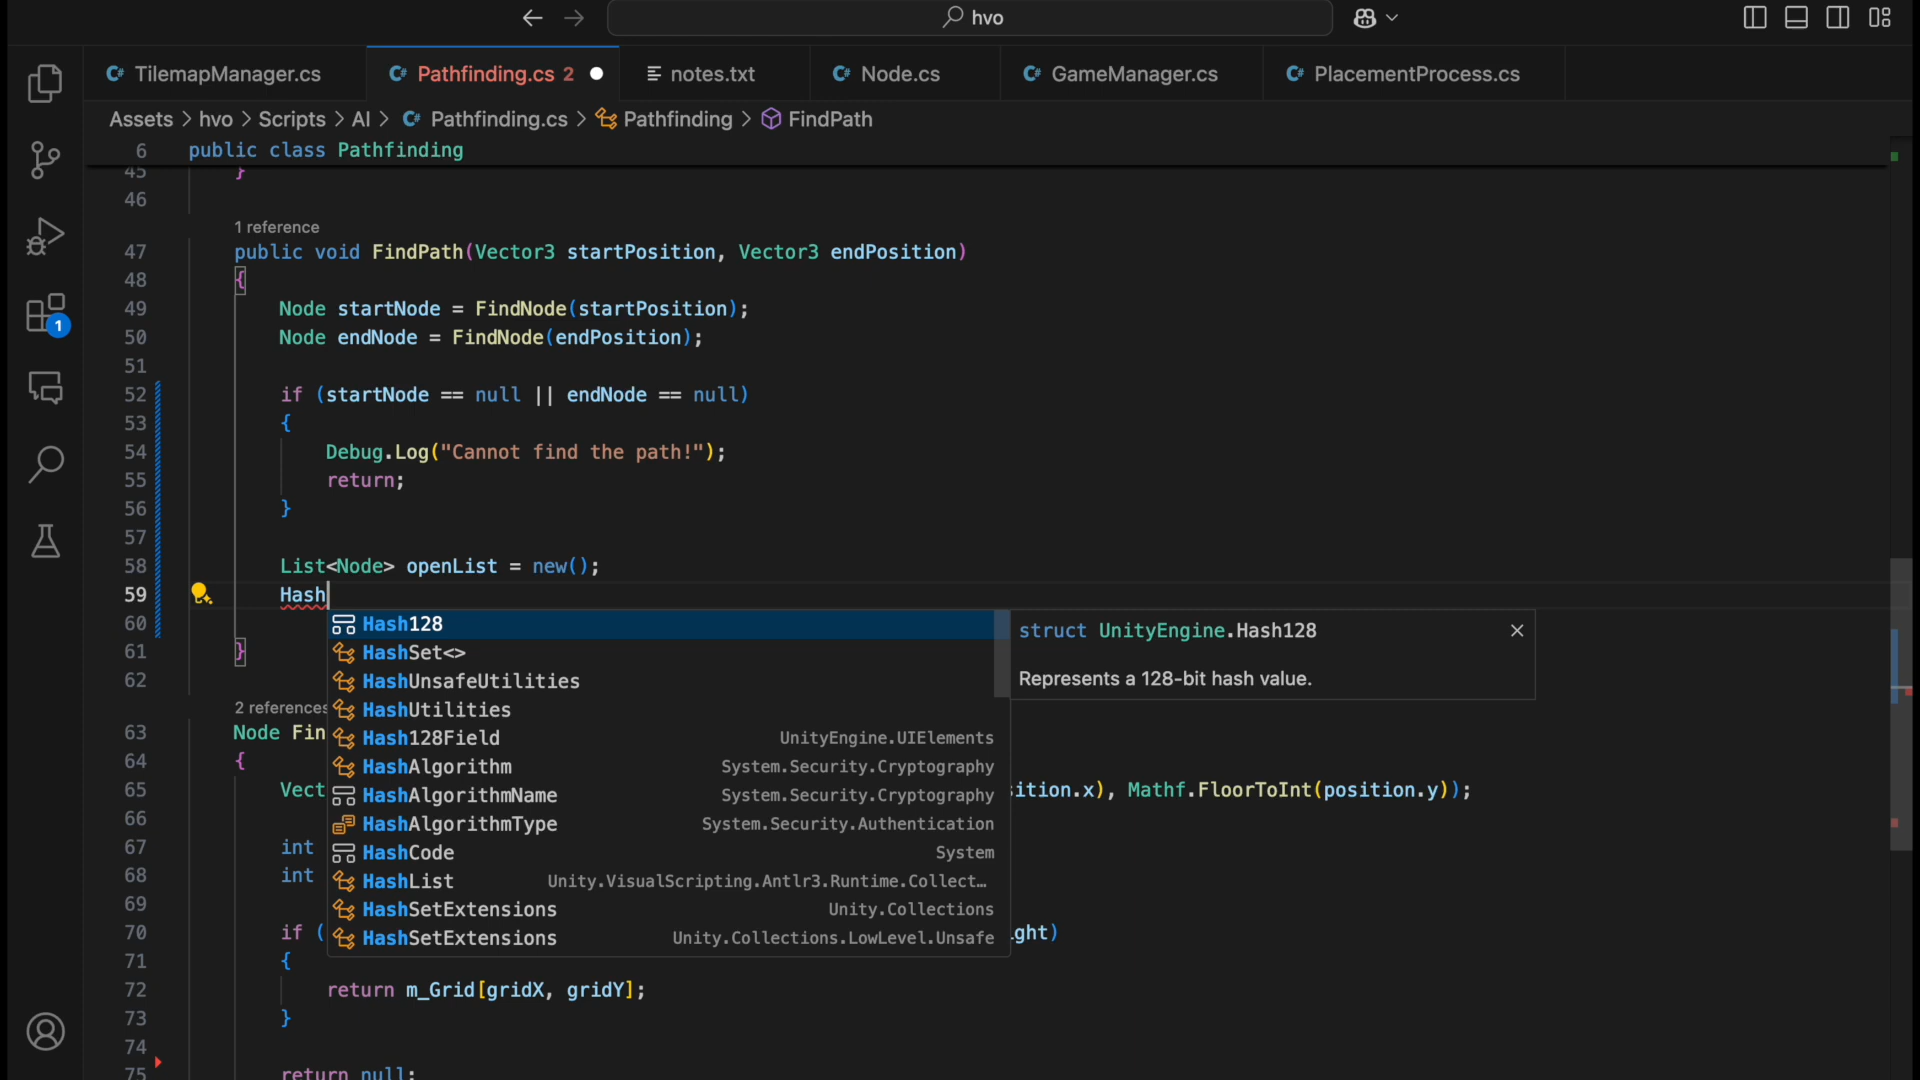 hvo
TilemapManager.cs
Pathfinding.cs 2
notes.txt
Node.cs
GameManager.cs
PlacementProcess.cs
Assets > hvo > Scripts > AI > Pathfinding.cs > Pathfinding > FindPath
6 public class Pathfinding
45 }
46
1 reference
47 public void FindPath(Vector3 startPosition, Vector3 endPosition)
48 {
49 Node startNode = FindNode(startPosition);
50 Node endNode = FindNode(endPosition);
51
52 if (startNode == null || endNode == null)
53 {
54 Debug.Log("Cannot find the path!");
55 return;
56 }
57
58 List<Node> openList = new();
59 Hash
60
61 }
62
Hash128
HashSet<>
HashUnsafeUtilities
HashUtilities
Hash128Field UnityEngine.UIElements
HashAlgorithm System.Security.Cryptography
HashAlgorithmName System.Security.Cryptography
HashAlgorithmType System.Security.Authentication
HashCode System
HashList Unity.VisualScripting.Antlr3.Runtime.Collect…
HashSetExtensions Unity.Collections
HashSetExtensions Unity.Collections.LowLevel.Unsafe
struct UnityEngine.Hash128
Represents a 128-bit hash value.
2 references
63 Node Fin
64 {
65 Vect ition.x), Mathf.FloorToInt(position.y));
66
67 int
68 int
69
70 if ( ght)
71 {
72 return m_Grid[gridX, gridY];
73 }
74
75 return null;
1